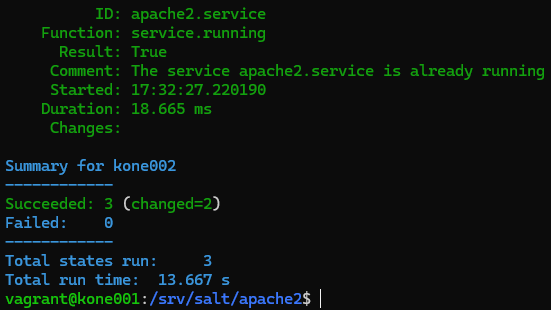 ID: apache2.service
Function: service.running
Result: True
Comment: The service apache2.service is already running
Started: 17:32:27.220190
Duration: 18.665 ms
Changes:
Summary for kone002
------------
Succeeded: 3 (changed=2)
Failed:    0
------------
Total states run:     3
Total run time:  13.667 s
vagrant@kone001:/srv/salt/apache2$